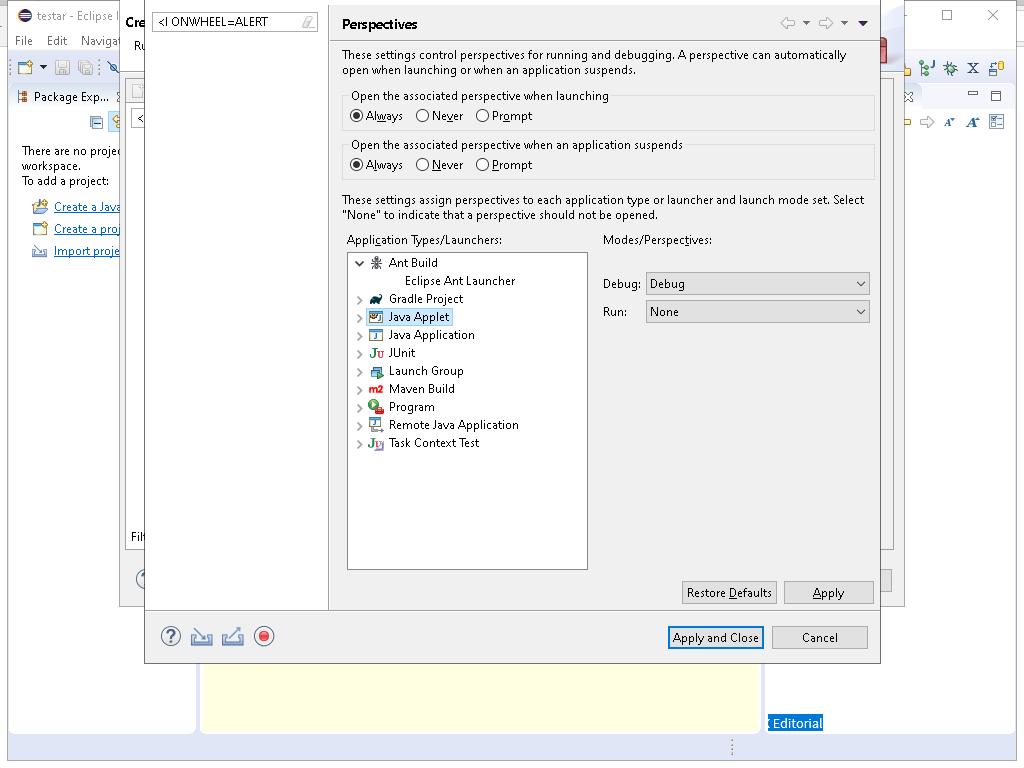 testar - Eclipse I
Cre
<I ONWHEEL=ALERT
Perspectives
File Edit Navigat
Ru
These settings control perspectives for running and debugging. A perspective can automatically
open when launching or when an application suspends.
Package Exp...
Open the associated perspective when launching
Always Never Prompt
<
Open the associated perspective when an application suspends
Always Never Prompt
There are no projec
workspace.
To add a project:
Create a Java
Create a proj
Import proje
These settings assign perspectives to each application type or launcher and launch mode set. Select
"None" to indicate that a perspective should not be opened.
Application Types/Launchers:
Modes/Perspectives:
Ant Build
Eclipse Ant Launcher
Gradle Project
Java Applet
Java Application
JUnit
Launch Group
Maven Build
Program
Remote Java Application
Task Context Test
Debug: Debug
Run: None
Filt
Restore Defaults Apply
Apply and Close Cancel
Editorial